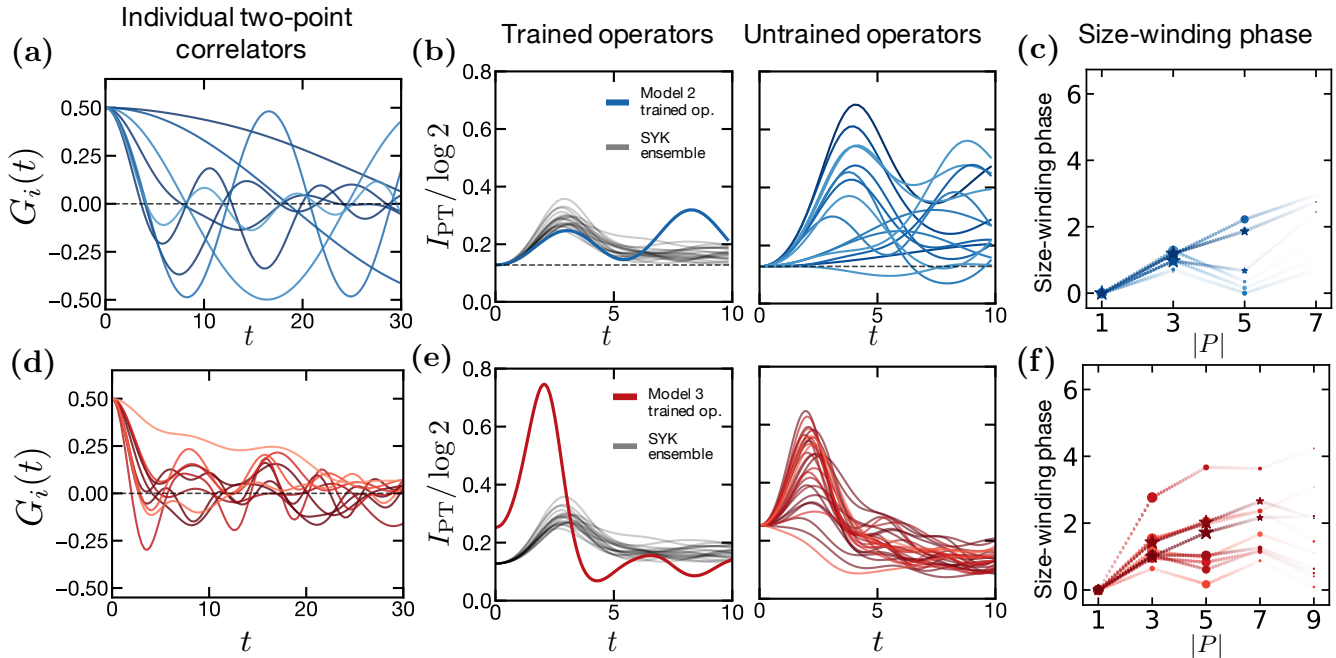 Individual two-point
correlators
Trained operators
Untrained operators
Size-winding phase
(a)
(b)
(c)
G_i(t)
0.50
0.25
0.00
−0.25
−0.50
0
10
20
30
t
I_PT / log 2
0.8
0.6
0.4
0.2
0.0
Model 2
trained op.
SYK
ensemble
0
5
10
t
0
5
10
t
Size-winding phase
6
4
2
0
1
3
5
7
|P|
(d)
(e)
(f)
G_i(t)
0.50
0.25
0.00
−0.25
−0.50
0
10
20
30
t
I_PT / log 2
0.8
0.6
0.4
0.2
0.0
Model 3
trained op.
SYK
ensemble
0
5
10
t
0
5
10
t
Size-winding phase
6
4
2
0
1
3
5
7
9
|P|